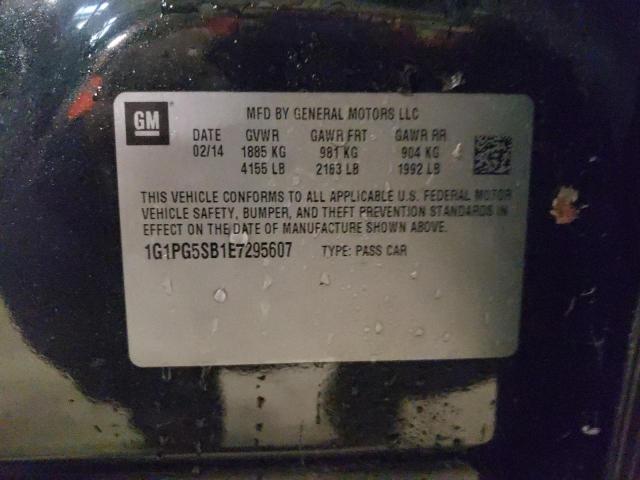 GM MFD BY GENERAL MOTORS LLC
DATE GVWR GAWR FRT GAWR RR
02/14 1885 KG 981 KG 904 KG
4155 LB 2163 LB 1992 LB
THIS VEHICLE CONFORMS TO ALL APPLICABLE U.S. FEDERAL MOTOR
VEHICLE SAFETY, BUMPER, AND THEFT PREVENTION STANDARDS IN
EFFECT ON THE DATE OF MANUFACTURE SHOWN ABOVE.
1G1PG5SB1E7295607 TYPE: PASS CAR